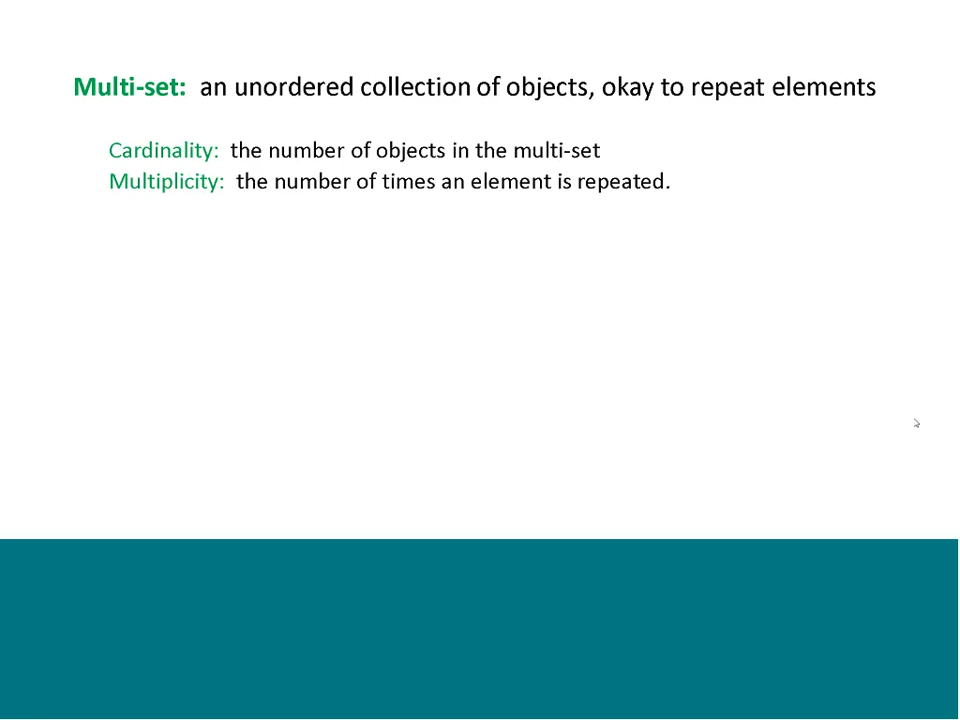 Multi-set: an unordered collection of objects, okay to repeat elements
Cardinality: the number of objects in the multi-set
Multiplicity: the number of times an element is repeated.